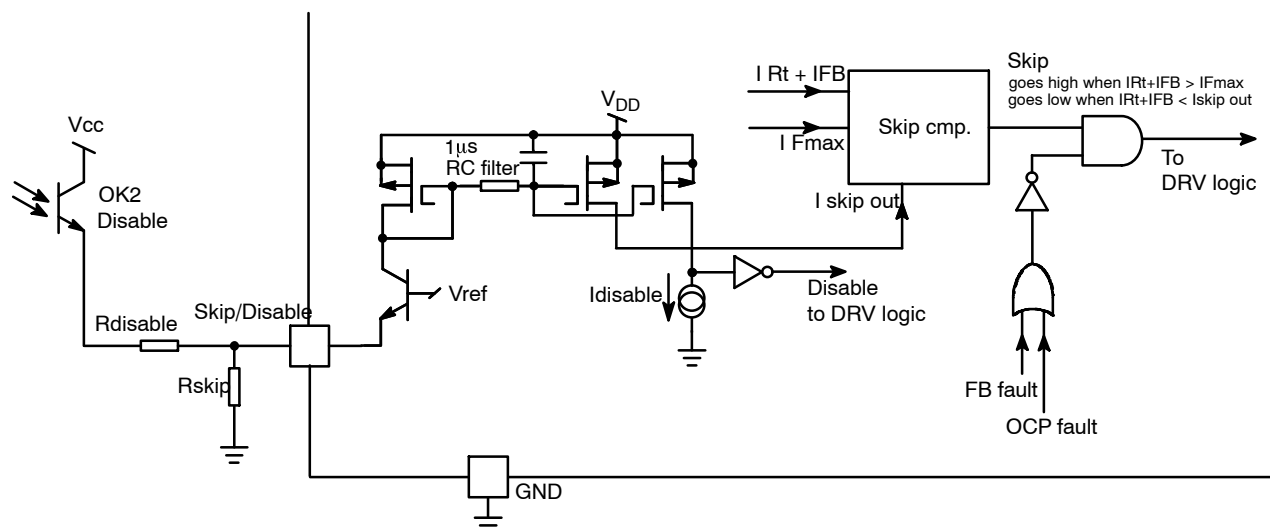 Vcc
OK2
Disable
Rdisable
Skip/Disable
Rskip
GND
1μs
RC filter
VDD
Vref
Idisable
Disable
to DRV logic
I Rt + IFB
I Fmax
Skip cmp.
I skip out
Skip
goes high when IRt+IFB > IFmax
goes low when IRt+IFB < Iskip out
To
DRV logic
FB fault
OCP fault